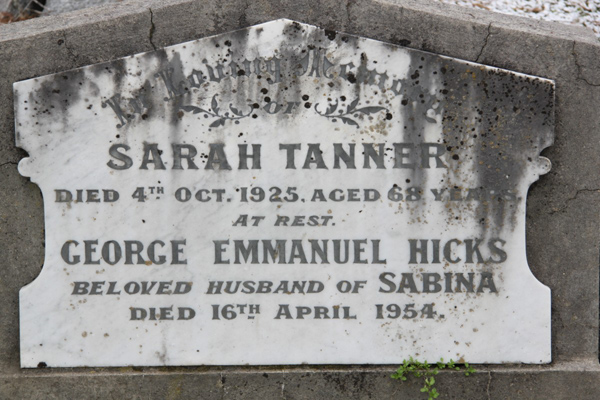 In Loving Memory
OF
SARAH TANNER
DIED 4TH OCT. 1925, AGED 68 YEARS.
AT REST.
GEORGE EMMANUEL HICKS
BELOVED HUSBAND OF SABINA
DIED 16TH APRIL 1954.